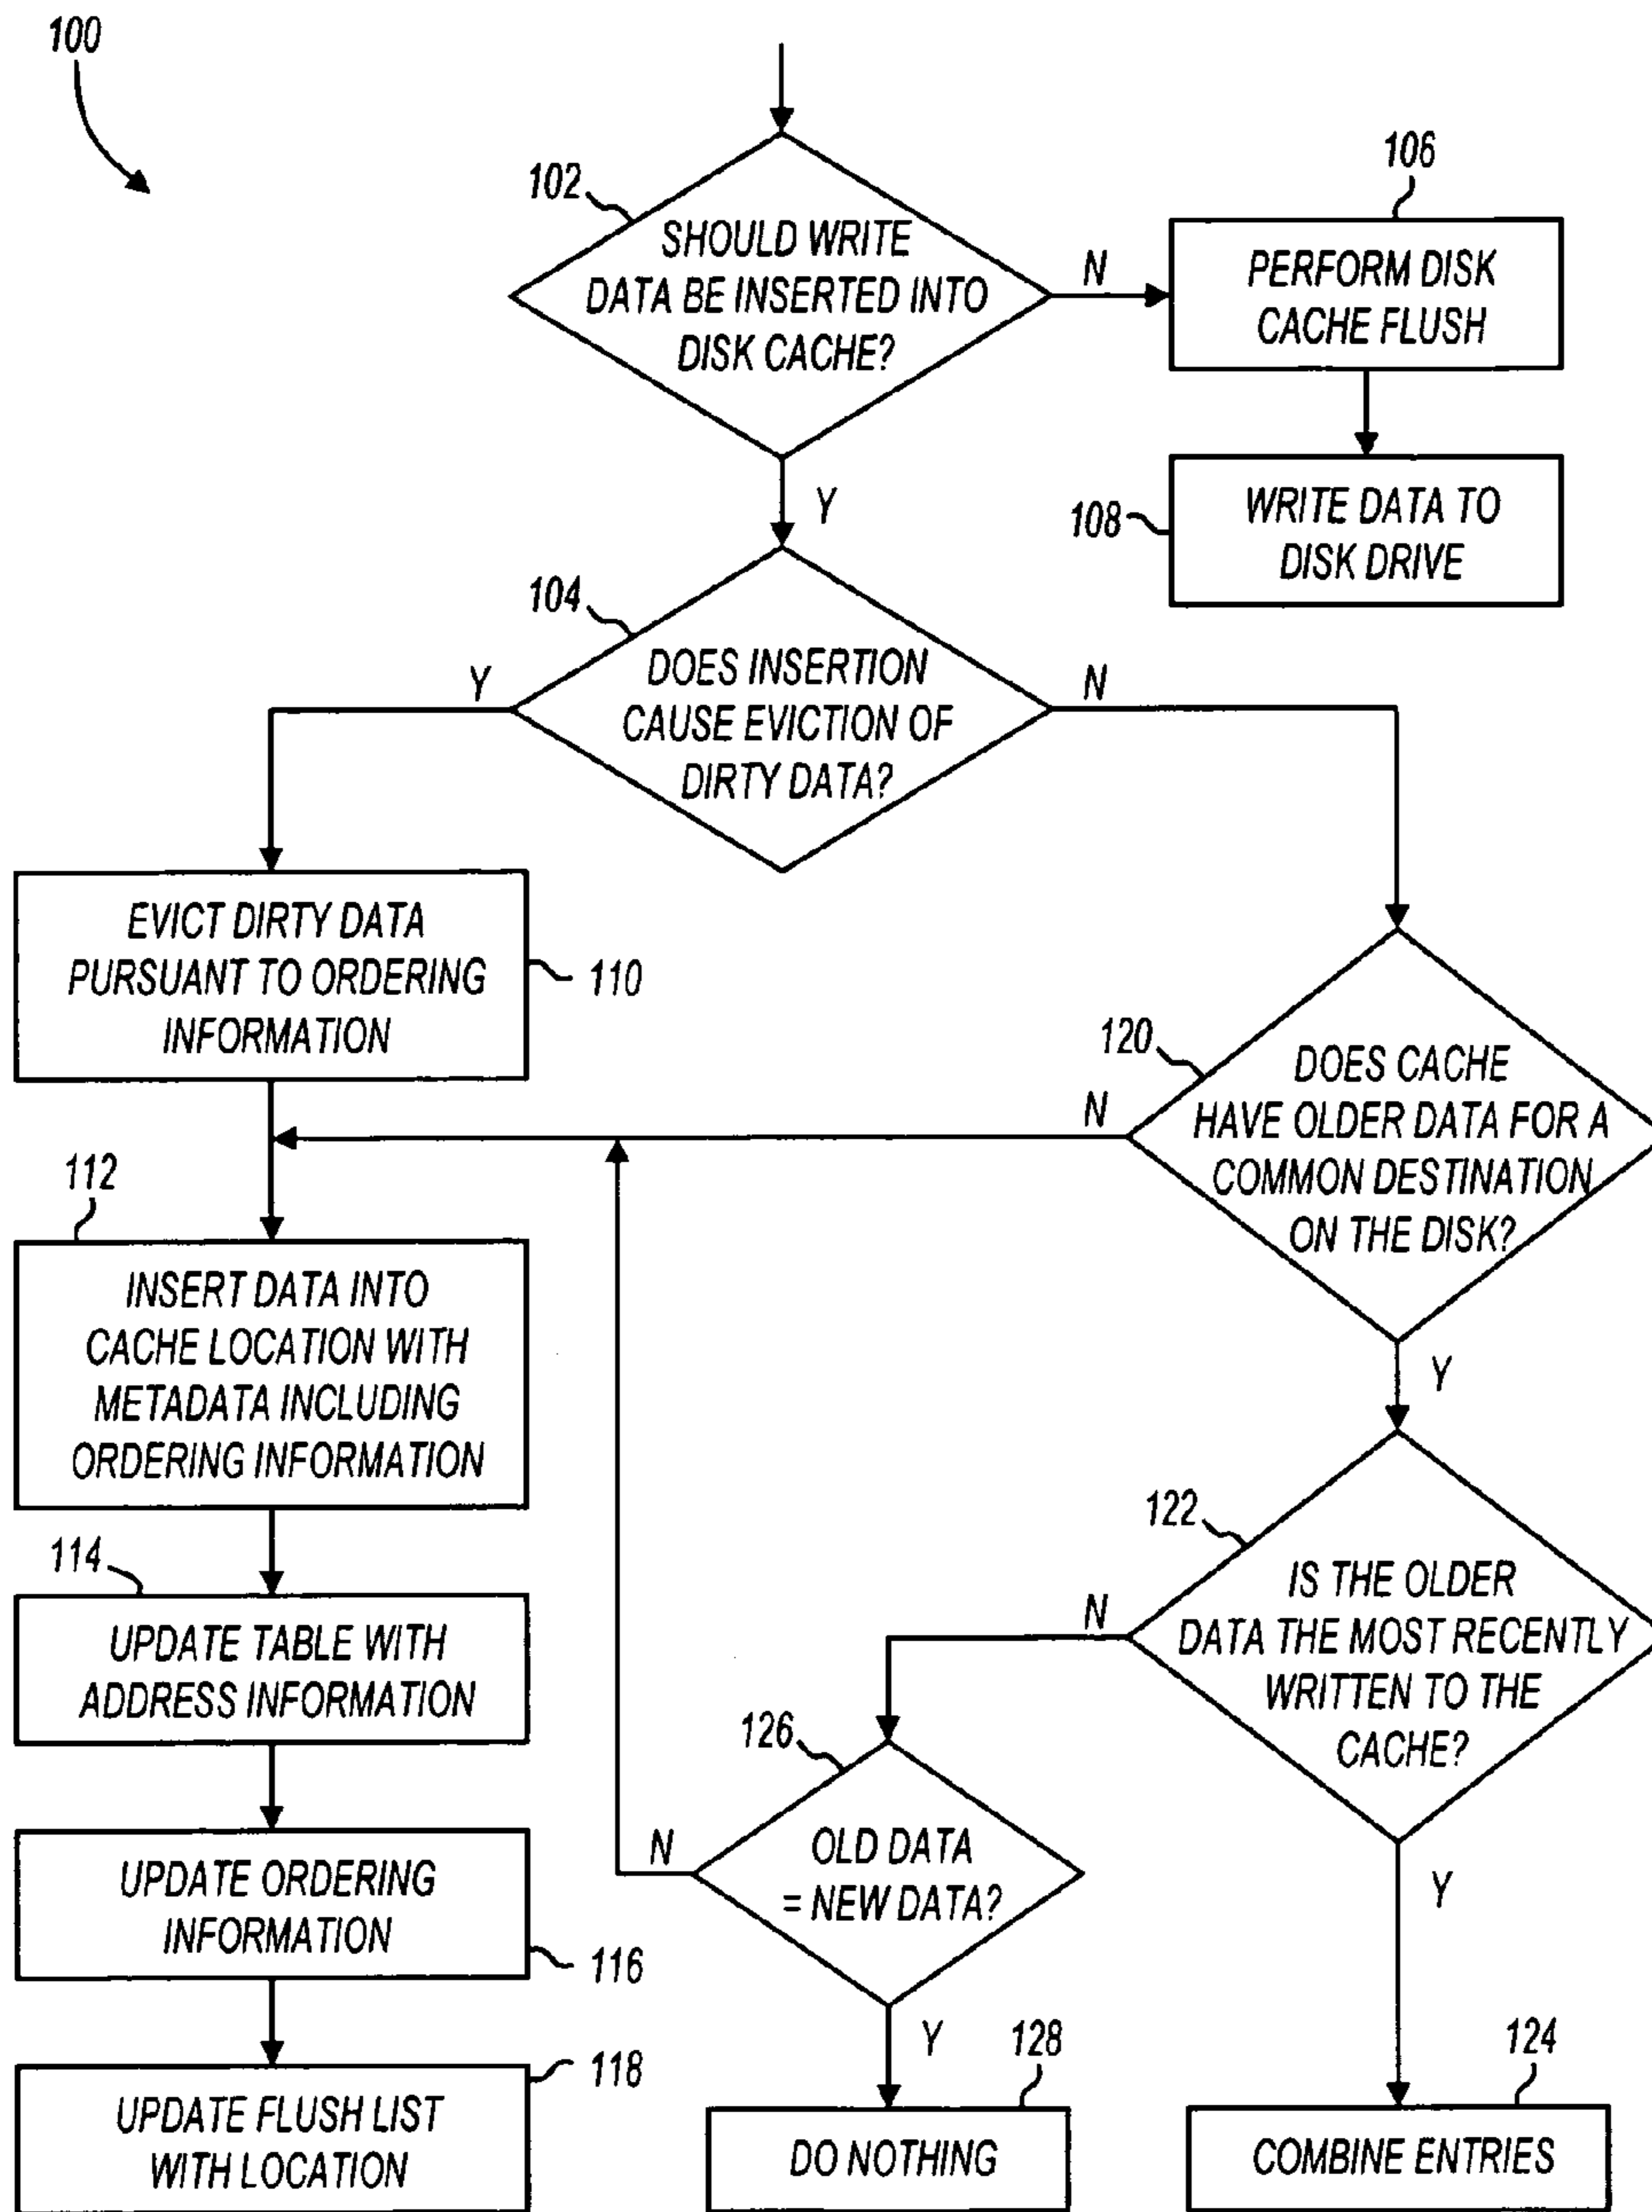 100
102
SHOULD WRITE
DATA BE INSERTED INTO
DISK CACHE?
N
106
PERFORM DISK
CACHE FLUSH
108
WRITE DATA TO
DISK DRIVE
Y
104
DOES INSERTION
CAUSE EVICTION OF
DIRTY DATA?
Y
N
EVICT DIRTY DATA
PURSUANT TO ORDERING
INFORMATION
110
120
DOES CACHE
HAVE OLDER DATA FOR A
COMMON DESTINATION
ON THE DISK?
N
Y
112
INSERT DATA INTO
CACHE LOCATION WITH
METADATA INCLUDING
ORDERING INFORMATION
122
IS THE OLDER
DATA THE MOST RECENTLY
WRITTEN TO THE
CACHE?
N
Y
114
UPDATE TABLE WITH
ADDRESS INFORMATION
126
OLD DATA
= NEW DATA?
N
Y
UPDATE ORDERING
INFORMATION
116
118
UPDATE FLUSH LIST
WITH LOCATION
128
DO NOTHING
124
COMBINE ENTRIES